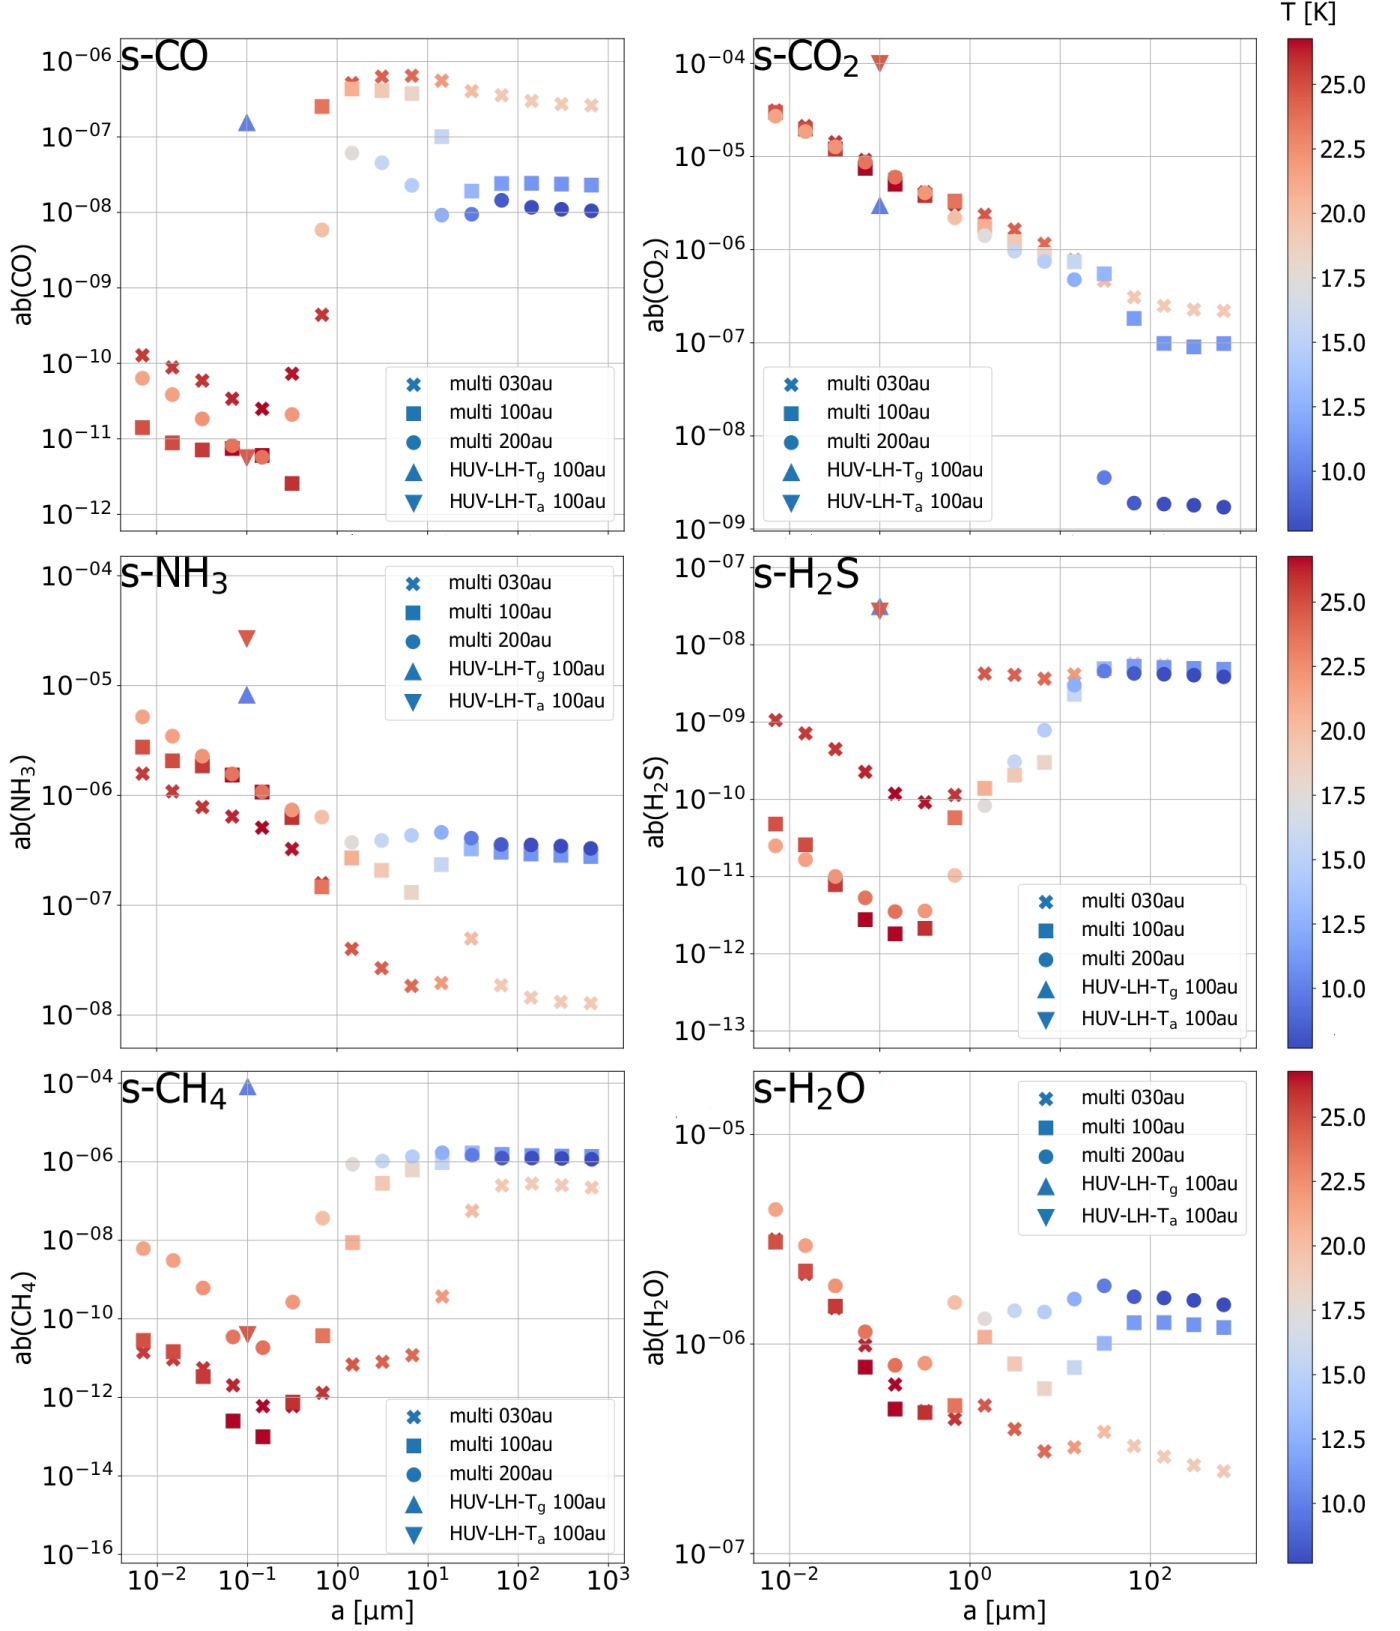 T [K]
s-CO
10^-06
10^-07
10^-08
10^-09
10^-10
10^-11
10^-12
ab(CO)
multi 030au
multi 100au
multi 200au
HUV-LH-T_g 100au
HUV-LH-T_a 100au
s-CO_2
10^-04
10^-05
10^-06
10^-07
10^-08
10^-09
ab(CO_2)
multi 030au
multi 100au
multi 200au
HUV-LH-T_g 100au
HUV-LH-T_a 100au
25.0
22.5
20.0
17.5
15.0
12.5
10.0
s-NH_3
10^-04
10^-05
10^-06
10^-07
10^-08
ab(NH_3)
multi 030au
multi 100au
multi 200au
HUV-LH-T_g 100au
HUV-LH-T_a 100au
s-H_2S
10^-07
10^-08
10^-09
10^-10
10^-11
10^-12
10^-13
ab(H_2S)
multi 030au
multi 100au
multi 200au
HUV-LH-T_g 100au
HUV-LH-T_a 100au
25.0
22.5
20.0
17.5
15.0
12.5
10.0
s-CH_4
10^-04
10^-06
10^-08
10^-10
10^-12
10^-14
10^-16
ab(CH_4)
multi 030au
multi 100au
multi 200au
HUV-LH-T_g 100au
HUV-LH-T_a 100au
10^-2 10^-1 10^0 10^1 10^2 10^3
a [µm]
s-H_2O
10^-05
10^-06
10^-07
ab(H_2O)
multi 030au
multi 100au
multi 200au
HUV-LH-T_g 100au
HUV-LH-T_a 100au
10^-2 10^0 10^2
a [µm]
25.0
22.5
20.0
17.5
15.0
12.5
10.0